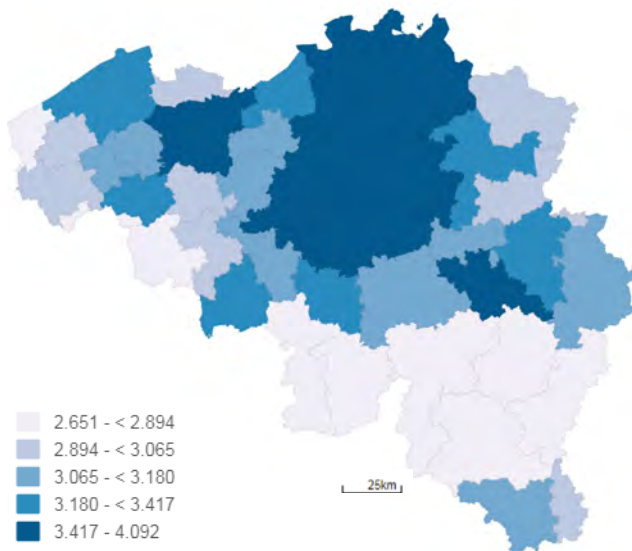 2.651 - < 2.894
2.894 - < 3.065
3.065 - < 3.180
3.180 - < 3.417
3.417 - 4.092
25km